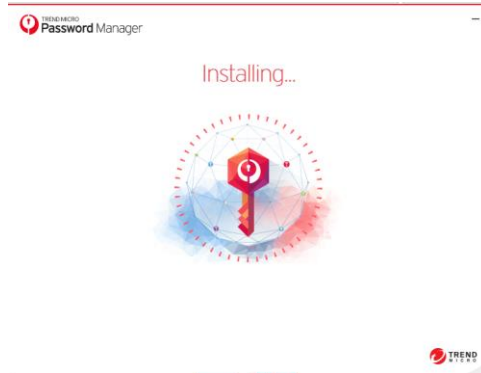 TREND MICRO
Password Manager
Installing...
TREND
MICRO